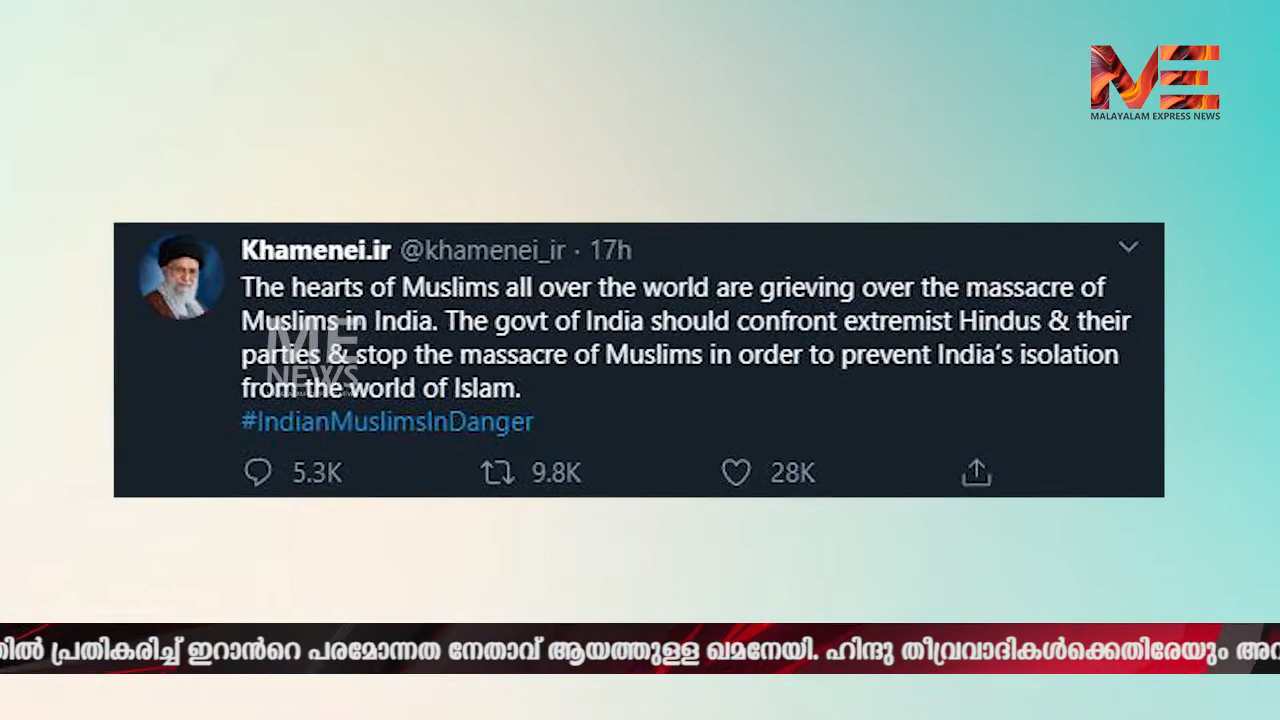 ME
MALAYALAM EXPRESS NEWS
Khamenei.ir @khamenei_ir · 17h
The hearts of Muslims all over the world are grieving over the massacre of
Muslims in India. The govt of India should confront extremist Hindus & their
parties & stop the massacre of Muslims in order to prevent India's isolation
from the world of Islam.
#IndianMuslimsInDanger
5.3K 9.8K 28K
ME
NEWS
പ്രതികരിച്ച് ഇറാൻറെ പരമോന്നത നേതാവ് ആയത്തുളള ഖമനേയി. ഹിന്ദു തീവ്രവാദികൾക്കെതിരേയും